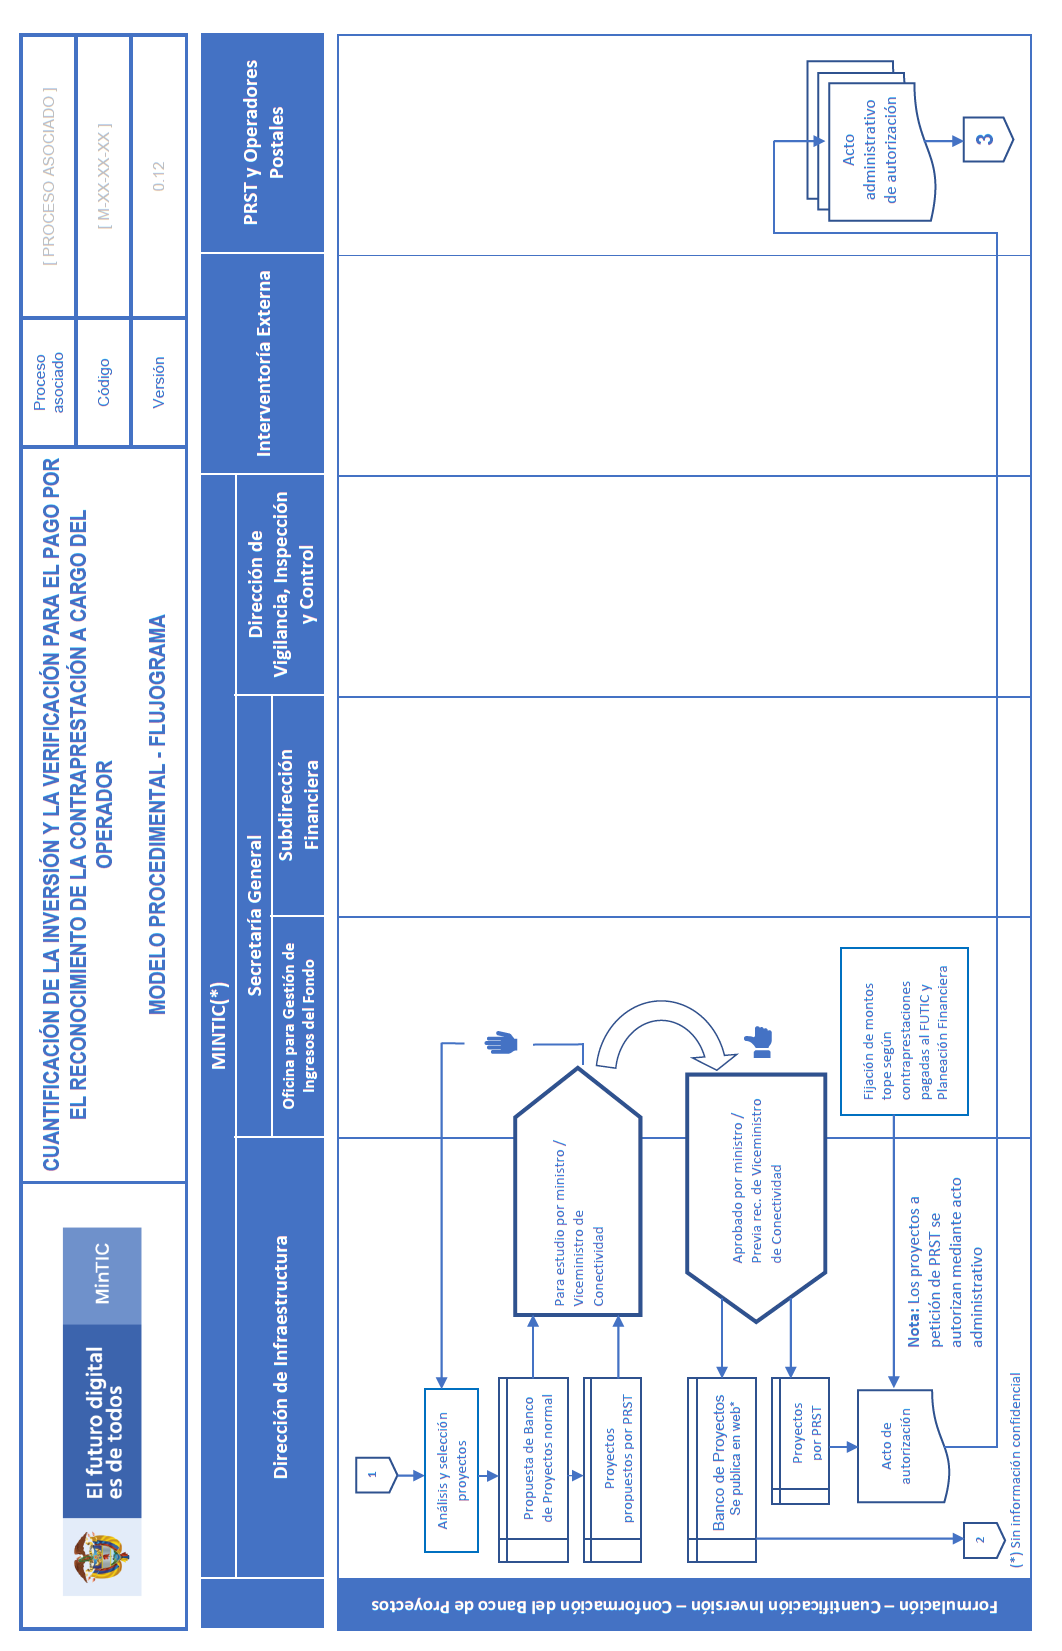 El futuro digital
es de todos
MinTIC
CUANTIFICACIÓN DE LA INVERSIÓN Y LA VERIFICACIÓN PARA EL PAGO POR
EL RECONOCIMIENTO DE LA CONTRAPRESTACIÓN A CARGO DEL
OPERADOR
MODELO PROCEDIMENTAL - FLUJOGRAMA
Proceso
asociado
[ PROCESO ASOCIADO ]
Código
[ M-XX-XX-XX ]
Versión
0.12
MINTIC(*)
Dirección de Infraestructura
Secretaría General
Oficina para Gestión de
Ingresos del Fondo
Subdirección
Financiera
Dirección de
Vigilancia, Inspección
y Control
Interventoría Externa
PRST y Operadores
Postales
Formulación – Cuantificación Inversión – Conformación del Banco de Proyectos
1
Análisis y selección
proyectos
Propuesta de Banco
de Proyectos normal
Proyectos
propuestos por PRST
Para estudio por ministro /
Viceministro de
Conectividad
Aprobado por ministro /
Previa rec. de Viceministro
de Conectividad
Banco de Proyectos
Se publica en web*
Proyectos
por PRST
Acto de
autorización
Fijación de montos
tope según
contraprestaciones
pagadas al FUTIC y
Planeación Financiera
Nota: Los proyectos a
petición de PRST se
autorizan mediante acto
administrativo
2
(*) Sin información confidencial
Acto
administrativo
de autorización
3